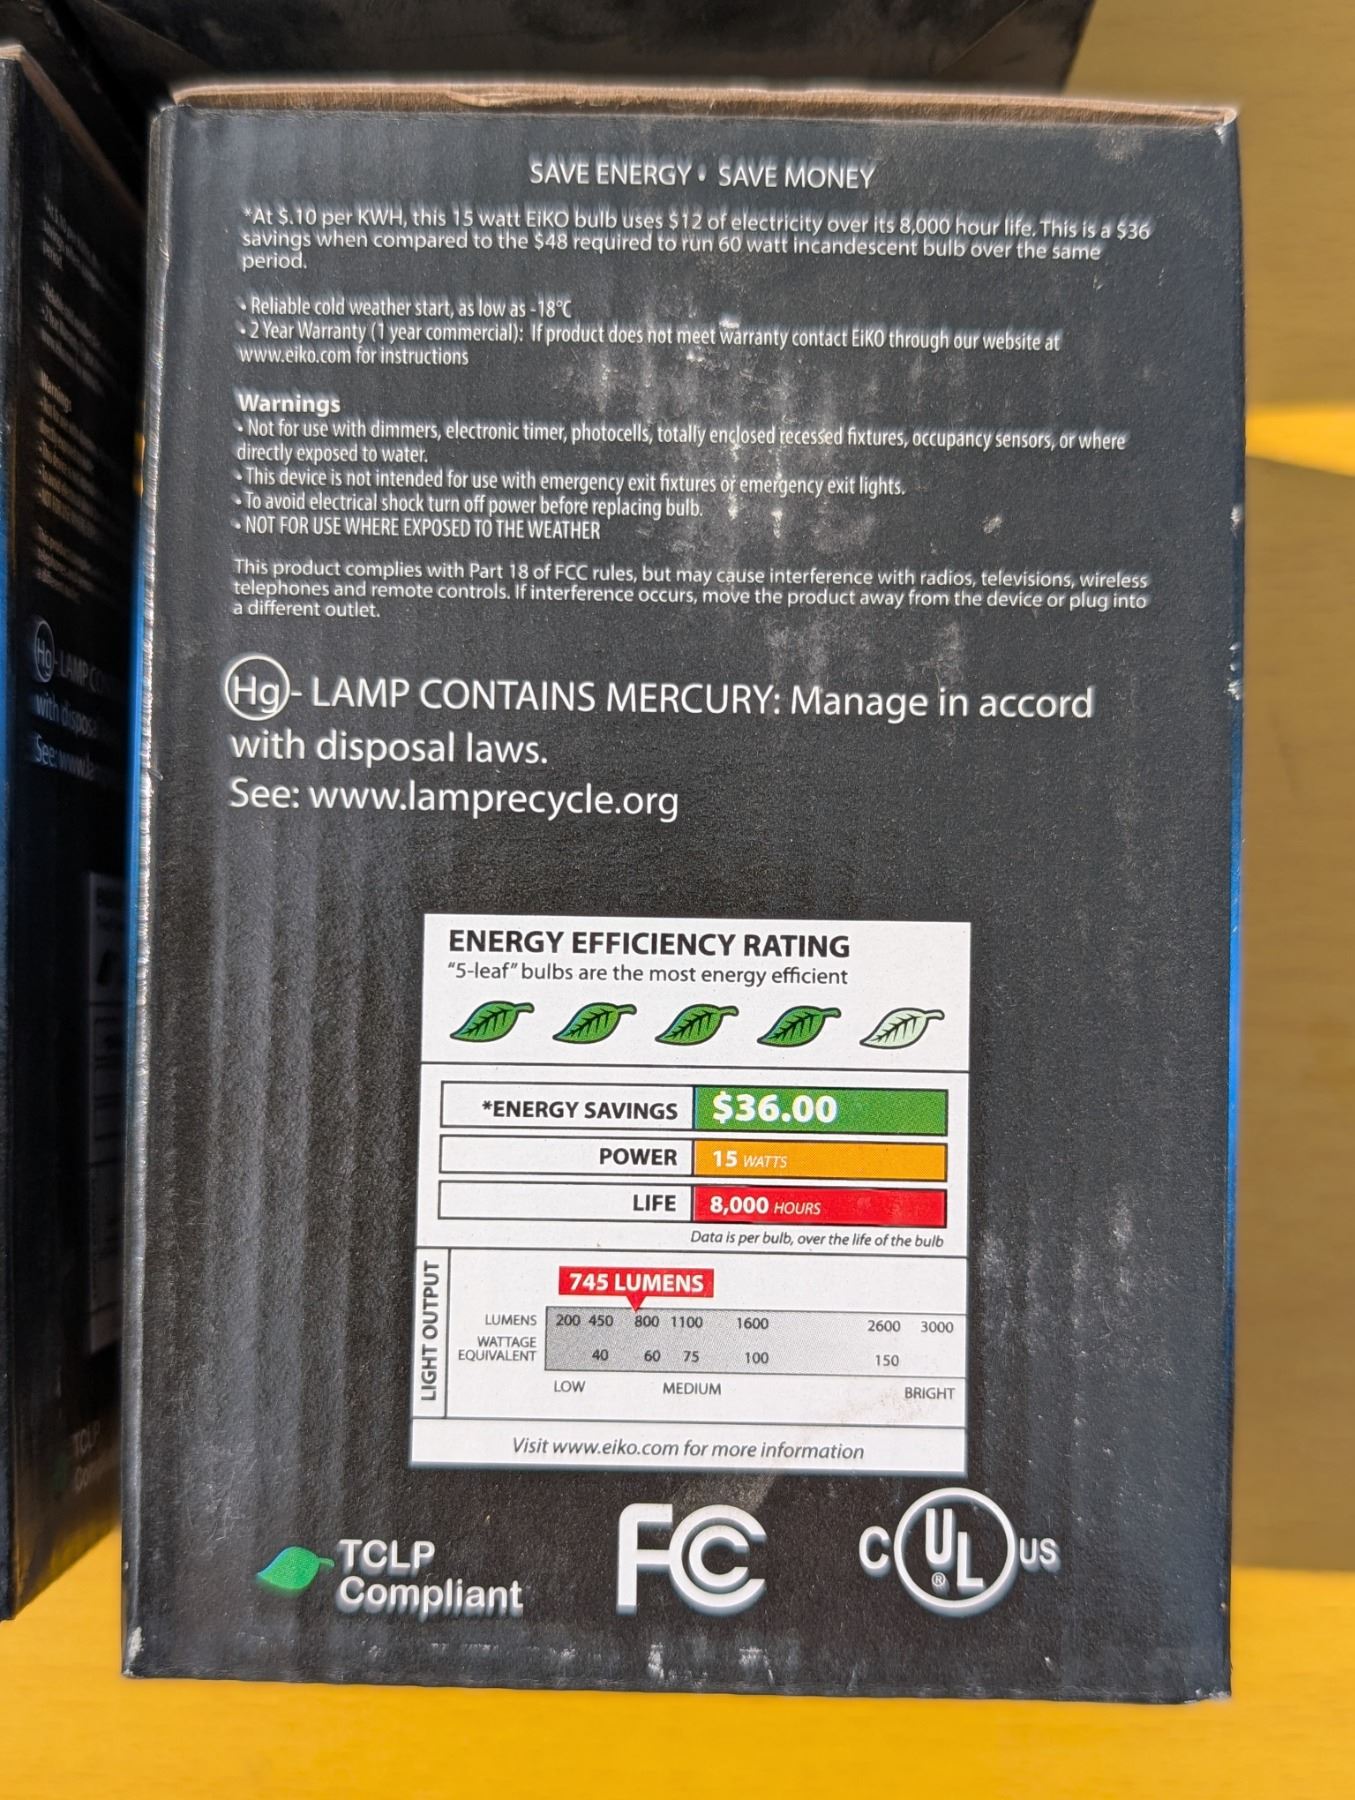 SAVE ENERGY • SAVE MONEY
*At $.10 per KWH, this 15 watt EiKO bulb uses $12 of electricity over its 8,000 hour life. This is a $36
savings when compared to the $48 required to run 60 watt incandescent bulb over the same
period.
• Reliable cold weather start, as low as -18°C
• 2 Year Warranty (1 year commercial): If product does not meet warranty contact EiKO through our website at
www.eiko.com for instructions
Warnings
• Not for use with dimmers, electronic timer, photocells, totally enclosed recessed fixtures, occupancy sensors, or where
directly exposed to water.
• This device is not intended for use with emergency exit fixtures or emergency exit lights.
• To avoid electrical shock turn off power before replacing bulb.
• NOT FOR USE WHERE EXPOSED TO THE WEATHER
This product complies with Part 18 of FCC rules, but may cause interference with radios, televisions, wireless
telephones and remote controls. If interference occurs, move the product away from the device or plug into
a different outlet.
Hg - LAMP CONTAINS MERCURY: Manage in accord
with disposal laws.
See: www.lamprecycle.org
ENERGY EFFICIENCY RATING
"5-leaf" bulbs are the most energy efficient
*ENERGY SAVINGS $36.00
POWER 15 WATTS
LIFE 8,000 HOURS
Data is per bulb, over the life of the bulb
LIGHT OUTPUT
745 LUMENS
LUMENS 200 450 800 1100 1600 2600 3000
WATTAGE
EQUIVALENT 40 60 75 100 150
LOW MEDIUM BRIGHT
Visit www.eiko.com for more information
TCLP
Compliant
FC
C UL® US
Warnings
Hg - LAMP CO
with dispos
See: www.la
TCLP